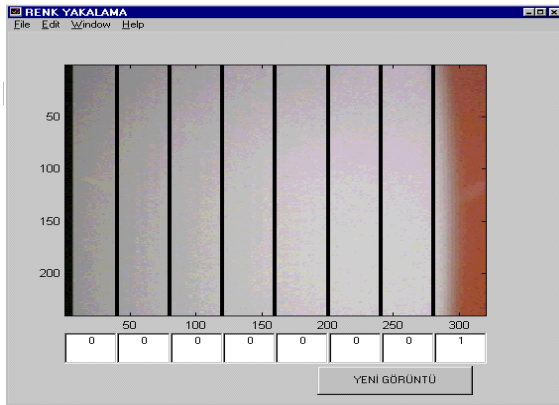 RENK YAKALAMA
File Edit Window Help
50
100
150
200
50 100 150 200 250 300
0 0 0 0 0 0 0 1
YENİ GÖRÜNTÜ